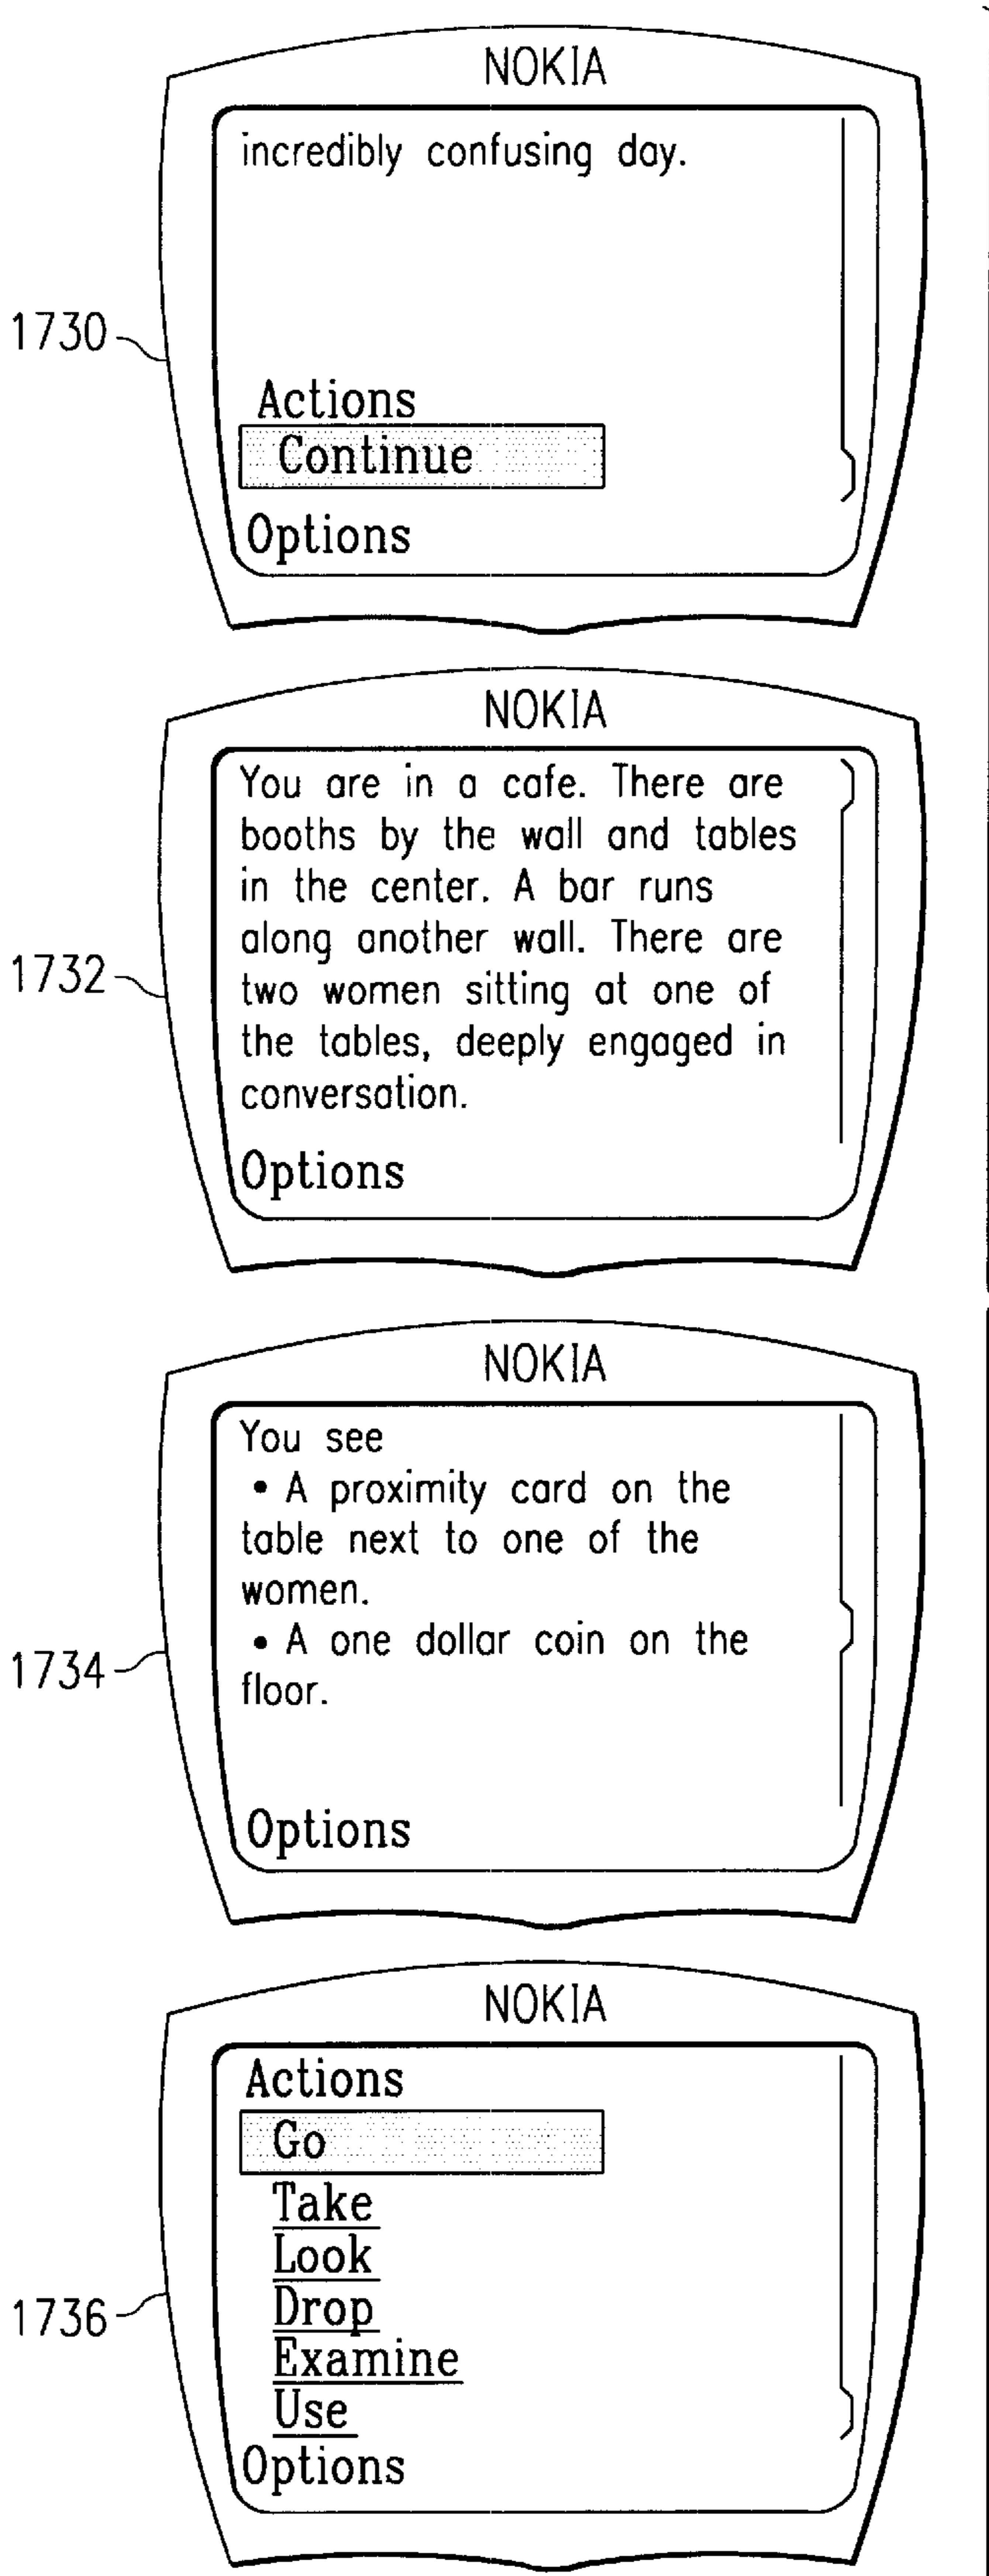 NOKIA
incredibly confusing day.
1730
Actions
Continue
Options
NOKIA
You are in a cafe. There are
booths by the wall and tables
in the center. A bar runs
along another wall. There are
1732
two women sitting at one of
the tables, deeply engaged in
conversation.
Options
NOKIA
You see
• A proximity card on the
table next to one of the
women.
• A one dollar coin on the
1734
floor.
Options
NOKIA
Actions
Go
Take
Look
Drop
1736
Examine
Use
Options